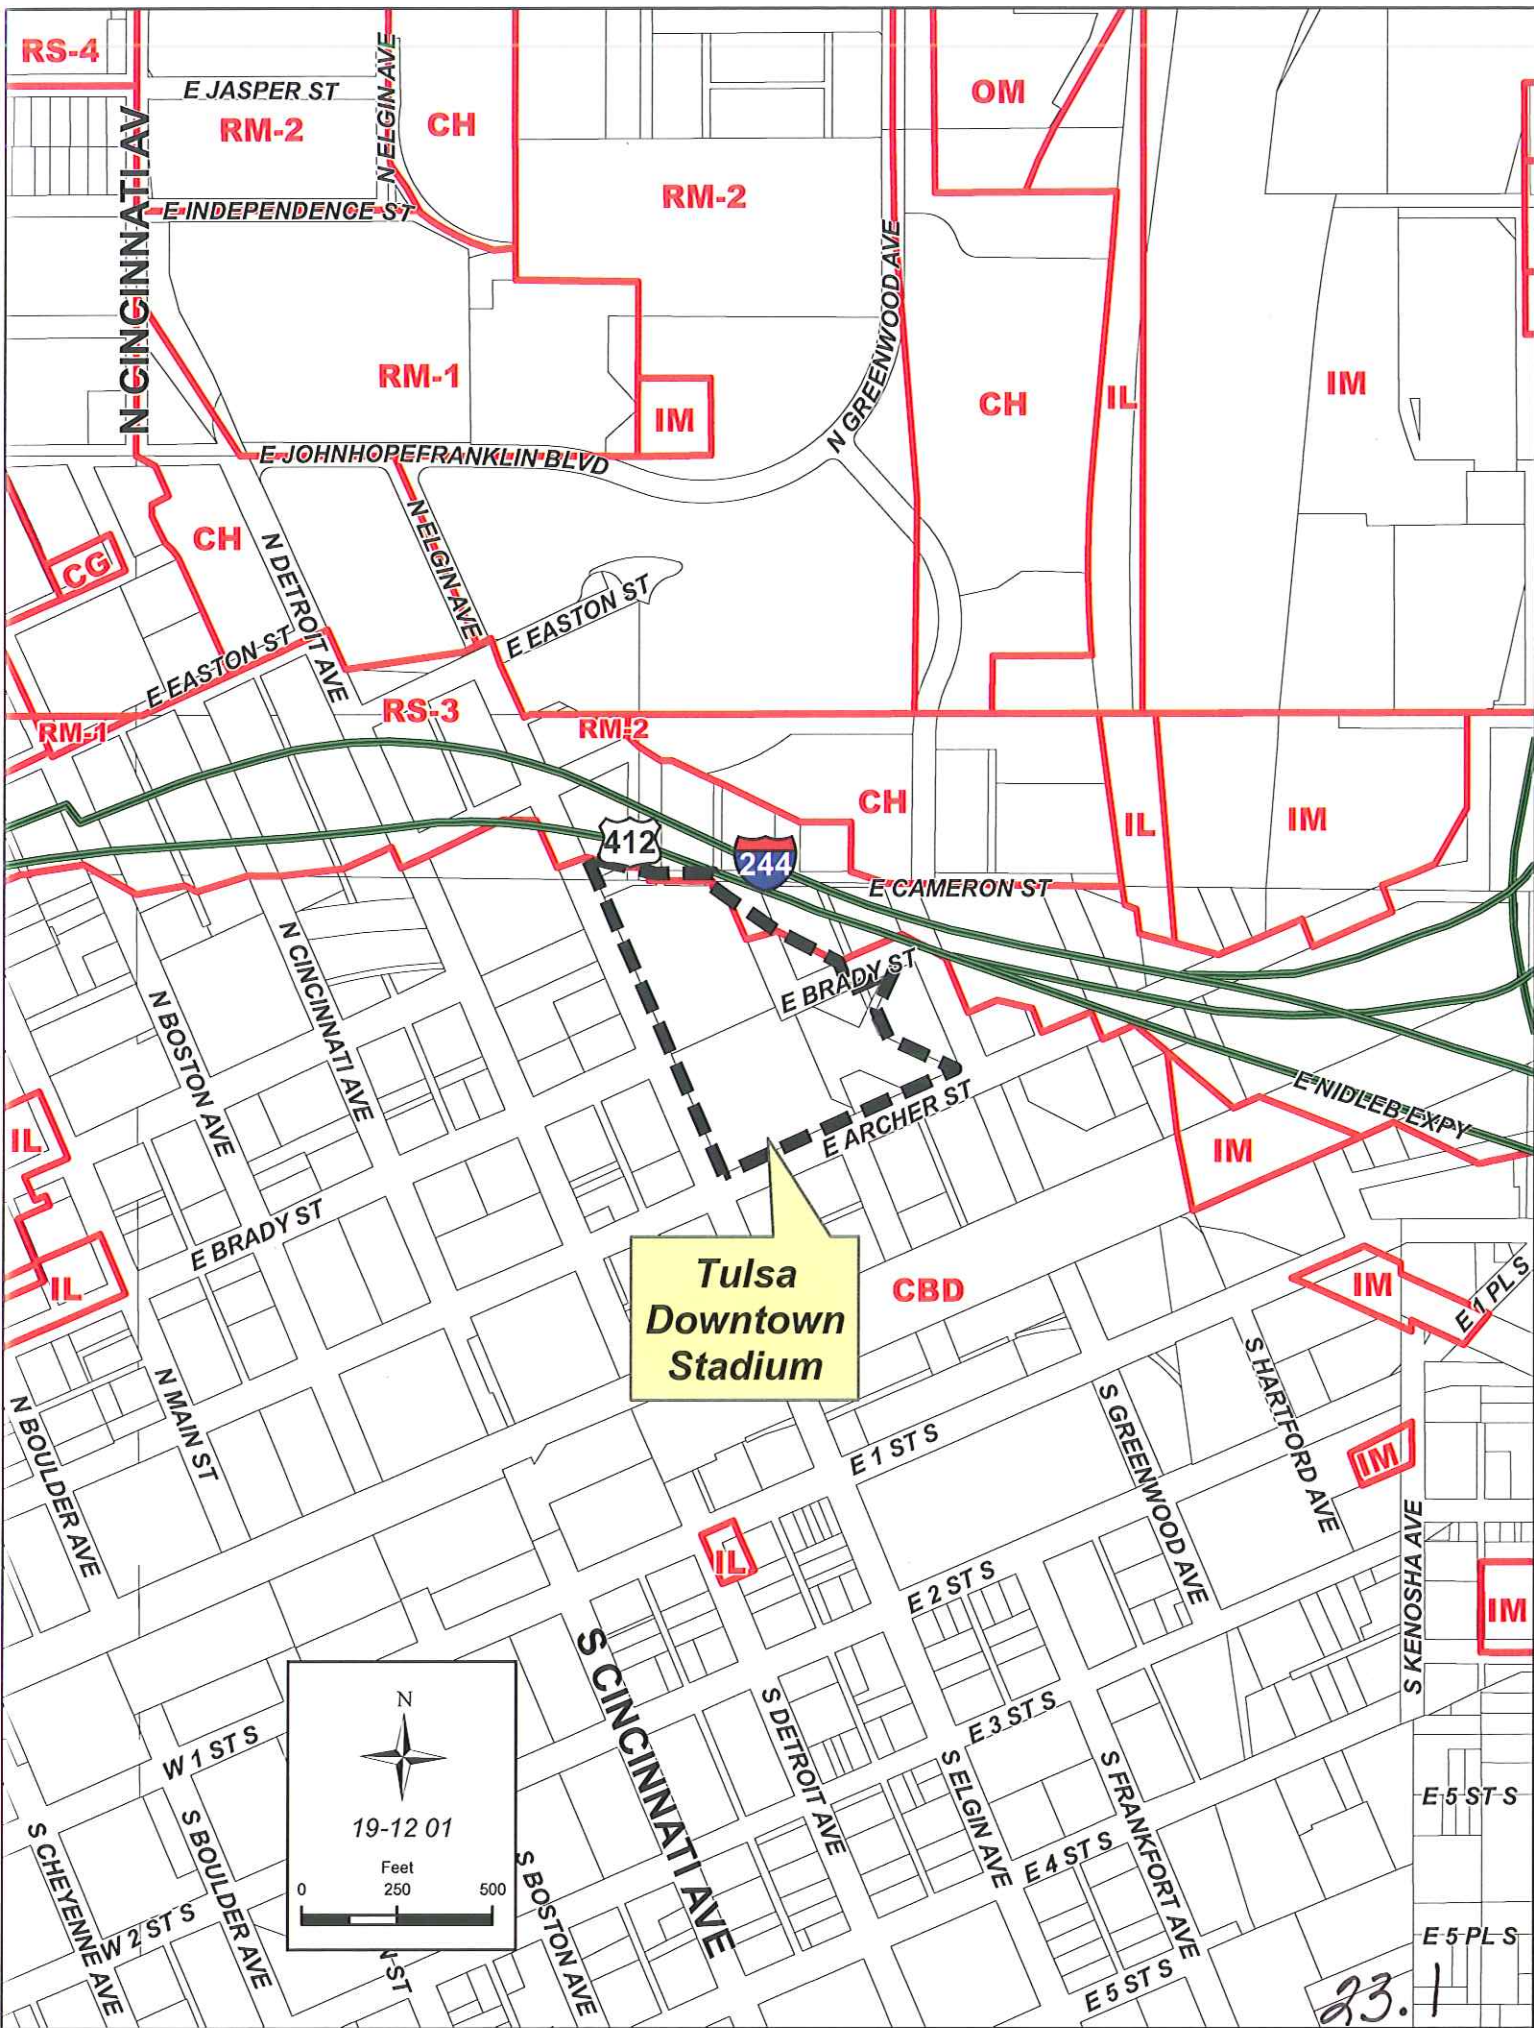 RS-4
E JASPER ST
N ELGIN AVE
CH
OM
RM-2
N CINCINNATI AV
RM-2
E INDEPENDENCE ST
N GREENWOOD AVE
RM-1
IM
CH
IL
IM
E JOHNHOPEFRANKLIN BLVD
CH
CG
N DETROIT AVE
N ELGIN AVE
E EASTON ST
E EASTON ST
RS-3
RM-1
RM-2
CH
IL
IM
412
244
E CAMERON ST
N CINCINNATI AVE
E BRADY ST
N BOSTON AVE
E NIDLEB EXPY
E ARCHER ST
IL
IM
E BRADY ST
IL
Tulsa
Downtown
Stadium
CBD
IM
E 1 PL S
N MAIN ST
N BOULDER AVE
S HARTFORD AVE
S GREENWOOD AVE
E 1 ST S
IM
IL
E 2 ST S
S KENOSHA AVE
IM
S CINCINNATI AVE
S DETROIT AVE
E 3 ST S
W 1 ST S
S ELGIN AVE
S FRANKFORT AVE
E 5 ST S
N
19-12 01
Feet
0 250 500
S CHEYENNE AVE
S BOULDER AVE
S BOSTON AVE
E 4 ST S
W 2 ST S
N ST
E 5 PL S
E 5 ST S
23.1